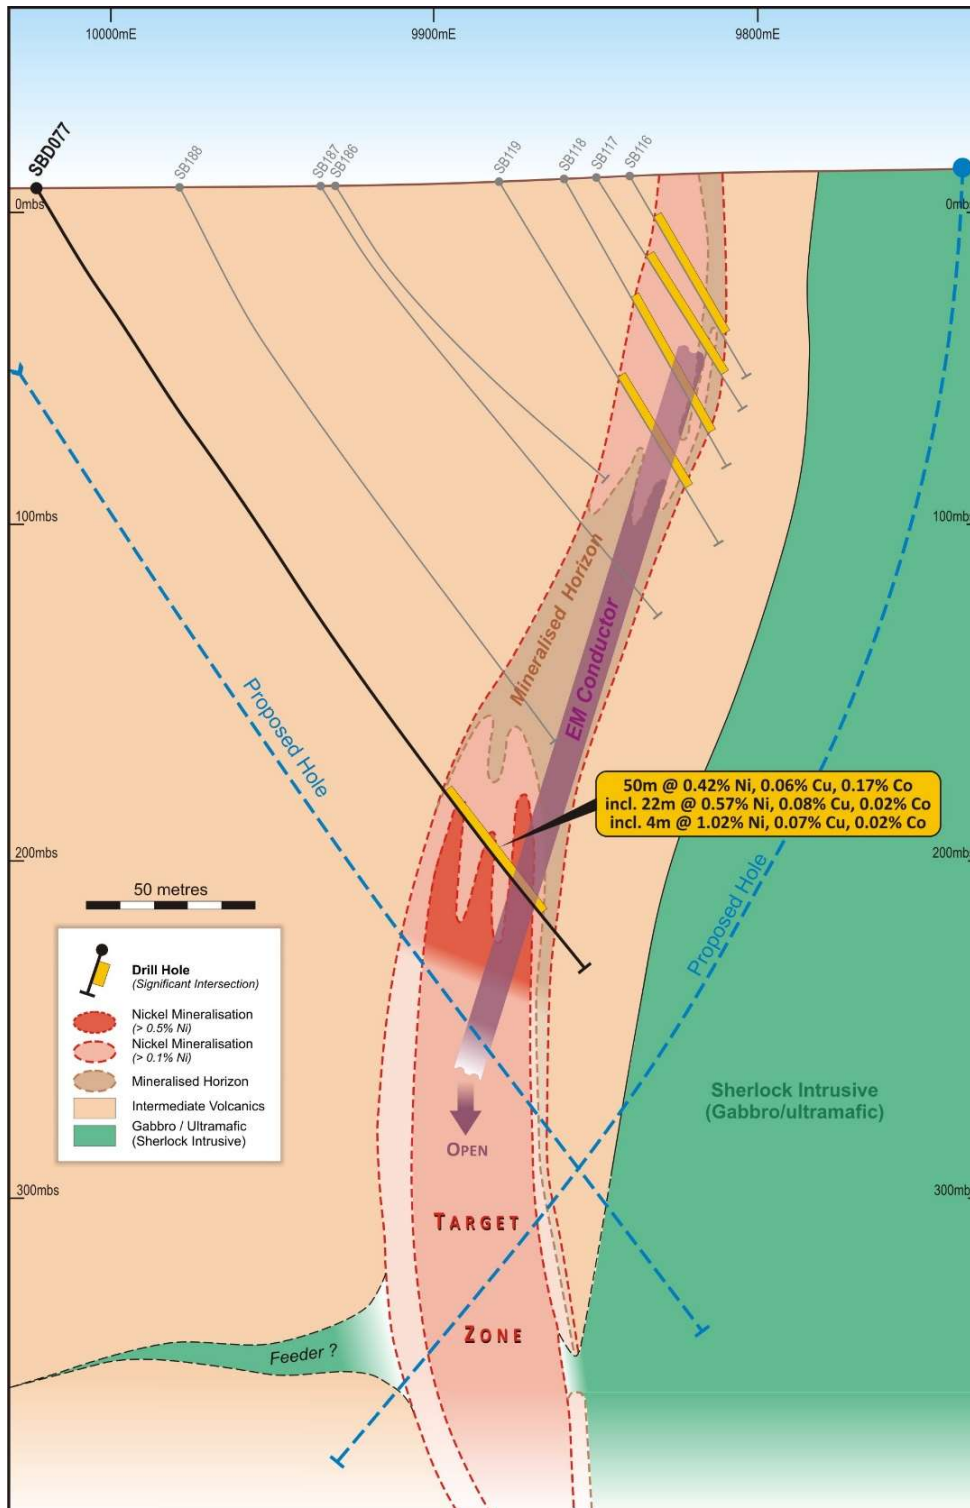 10000mE
9900mE
9800mE
SBD077
SB188
SB187
SB186
SB119
SB118
SB117
SB116
0mbs
0mbs
100mbs
100mbs
Mineralised Horizon
EM Conductor
Proposed Hole
50m @ 0.42% Ni, 0.06% Cu, 0.17% Co
incl. 22m @ 0.57% Ni, 0.08% Cu, 0.02% Co
incl. 4m @ 1.02% Ni, 0.07% Cu, 0.02% Co
200mbs
200mbs
Proposed Hole
50 metres
Drill Hole
(Significant Intersection)
Nickel Mineralisation
(> 0.5% Ni)
Nickel Mineralisation
(> 0.1% Ni)
Mineralised Horizon
Intermediate Volcanics
Gabbro / Ultramafic
(Sherlock Intrusive)
Sherlock Intrusive
(Gabbro/ultramafic)
OPEN
300mbs
300mbs
TARGET
ZONE
Feeder ?